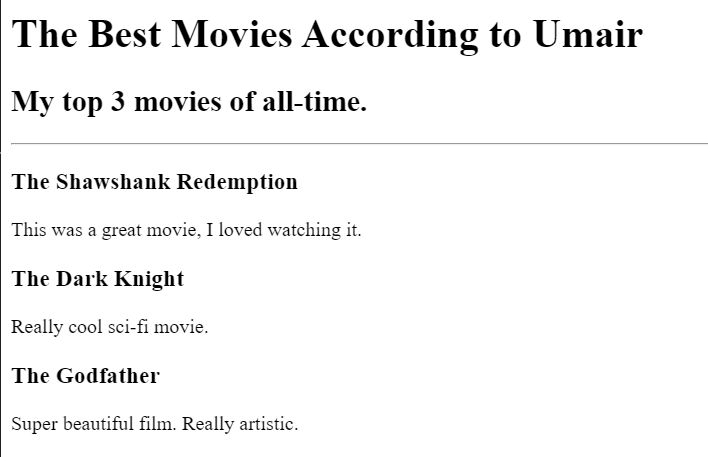 The Best Movies According to Umair
My top 3 movies of all-time.
The Shawshank Redemption
This was a great movie, I loved watching it.
The Dark Knight
Really cool sci-fi movie.
The Godfather
Super beautiful film. Really artistic.